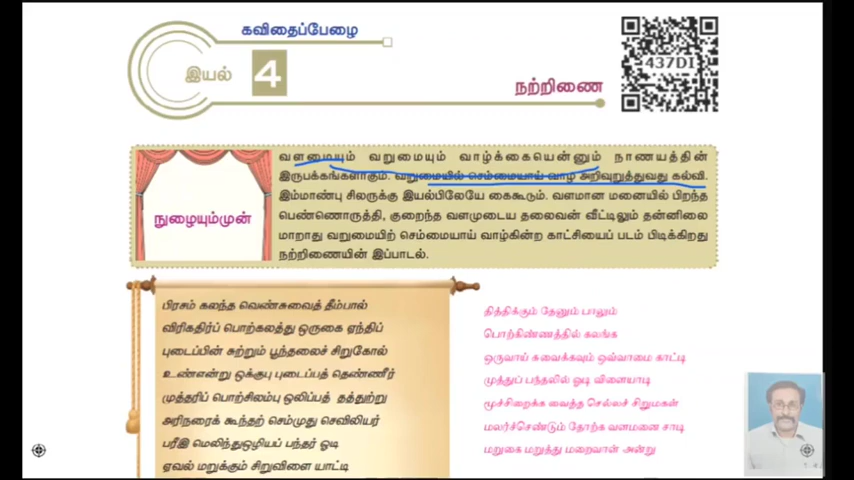 கவிதைப்பேழை
இயல் 4
நற்றிணை
437DI
நுழையும்முன்
வளமையும் வறுமையும் வாழ்க்கையென்னும் நாணயத்தின்
இருபக்கங்களாகும். வறுமையில் செம்மையாய் வாழ அறிவுறுத்துவது கல்வி.
இம்மாண்பு சிலருக்கு இயல்பிலேயே கைகூடும். வளமான மனையில் பிறந்த
பெண்ணொருத்தி, குறைந்த வளமுடைய தலைவன் வீட்டிலும் தன்னிலை
மாறாது வறுமையிற் செம்மையாய் வாழ்கின்ற காட்சியைப் படம் பிடிக்கிறது
நற்றிணையின் இப்பாடல்.
பிரசம் கலந்த வெண்சுவைத் தீம்பால்
விரிகதிர்ப் பொற்கலத்து ஒருகை ஏந்திப்
புடைப்பின் சுற்றும் பூந்தலைச் சிறுகோல்
உண்என்று ஒக்குபு புடைப்பத் தெண்ணீர்
முத்தரிப் பொற்சிலம்பு ஒலிப்பத் தத்துற்று
அரிநரைக் கூந்தற் செம்முது செவிலியர்
பரீஇ மெலிந்துஒழியப் பந்தர் ஓடி
ஏவல் மறுக்கும் சிறுவிளை யாட்டி
தித்திக்கும் தேனும் பாலும்
பொற்கிண்ணத்தில் கலங்க
ஒருவாய் சுவைக்கவும் ஒவ்வாமை காட்டி
முத்துப் பந்தலில் ஓடி விளையாடி
மூச்சிறைக்க வைத்த செல்லச் சிறுமகள்
மலர்ச்செண்டும் தோற்க வளமனை சாடி
மறுகை மறுத்து மறைவாள் அன்று